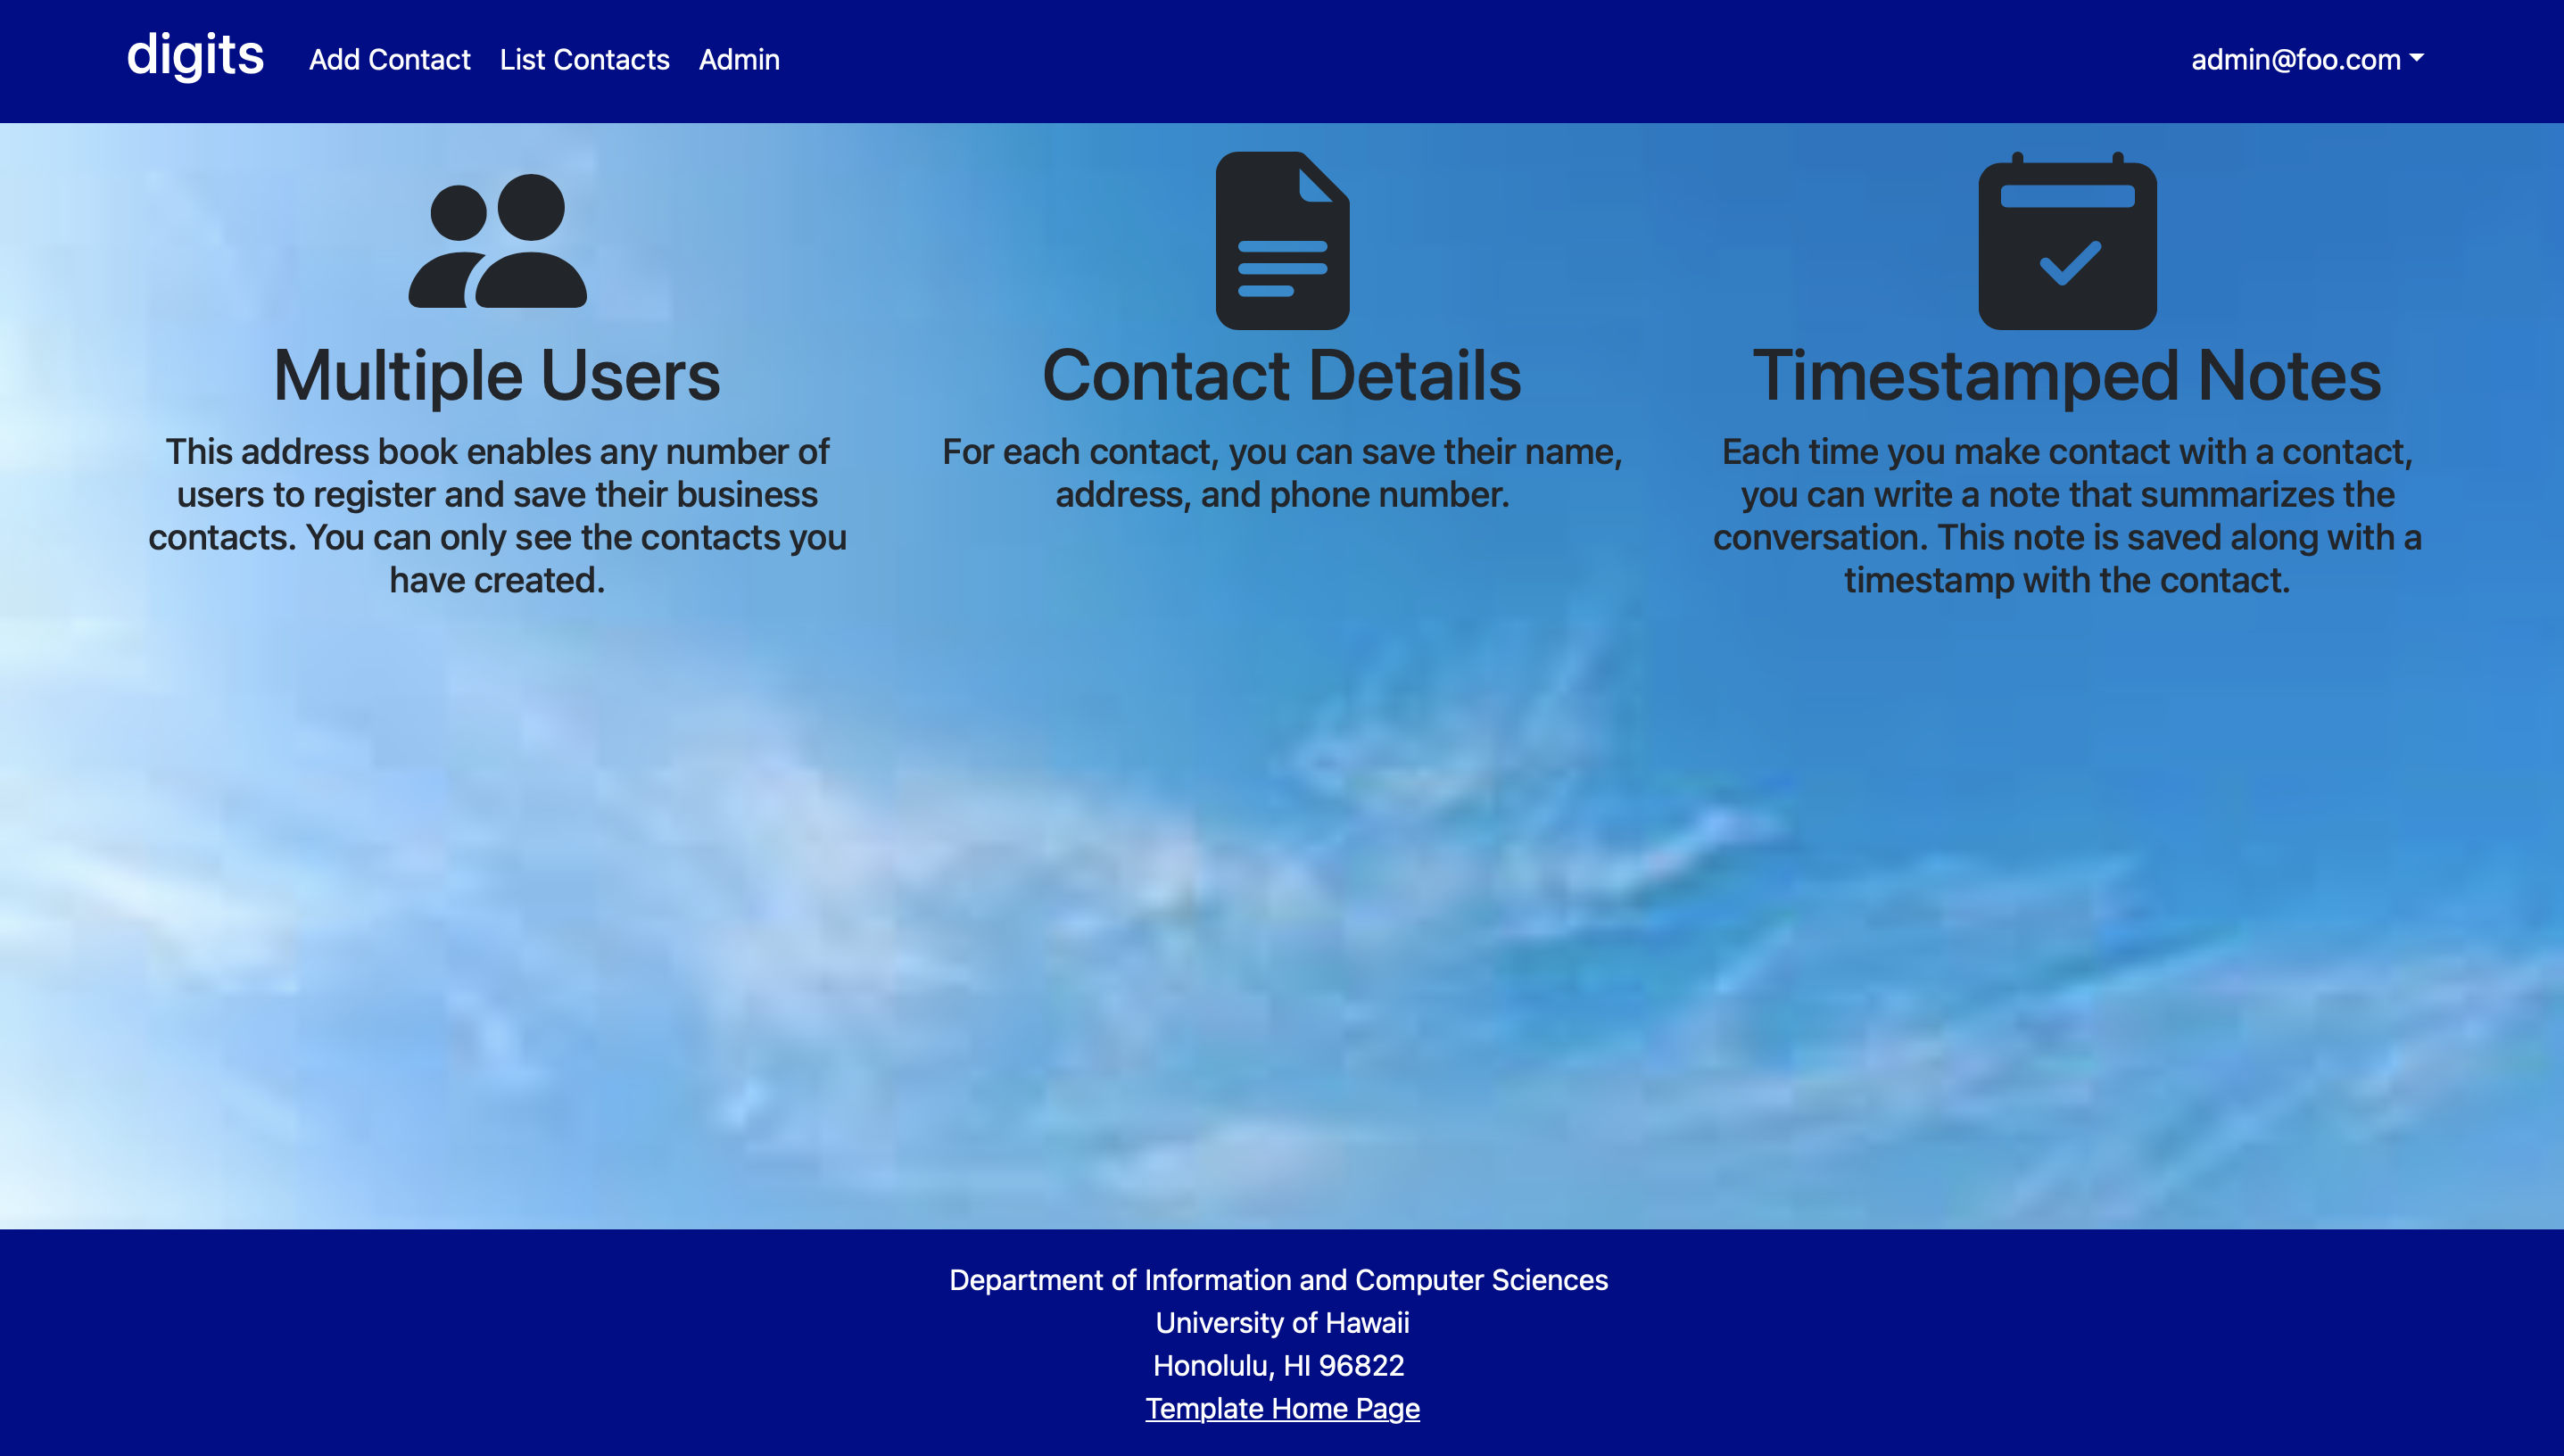 digits Add Contact List Contacts Admin admin@foo.com
Multiple Users
This address book enables any number of
users to register and save their business
contacts. You can only see the contacts you
have created.
Contact Details
For each contact, you can save their name,
address, and phone number.
Timestamped Notes
Each time you make contact with a contact,
you can write a note that summarizes the
conversation. This note is saved along with a
timestamp with the contact.
Department of Information and Computer Sciences
University of Hawaii
Honolulu, HI 96822
Template Home Page